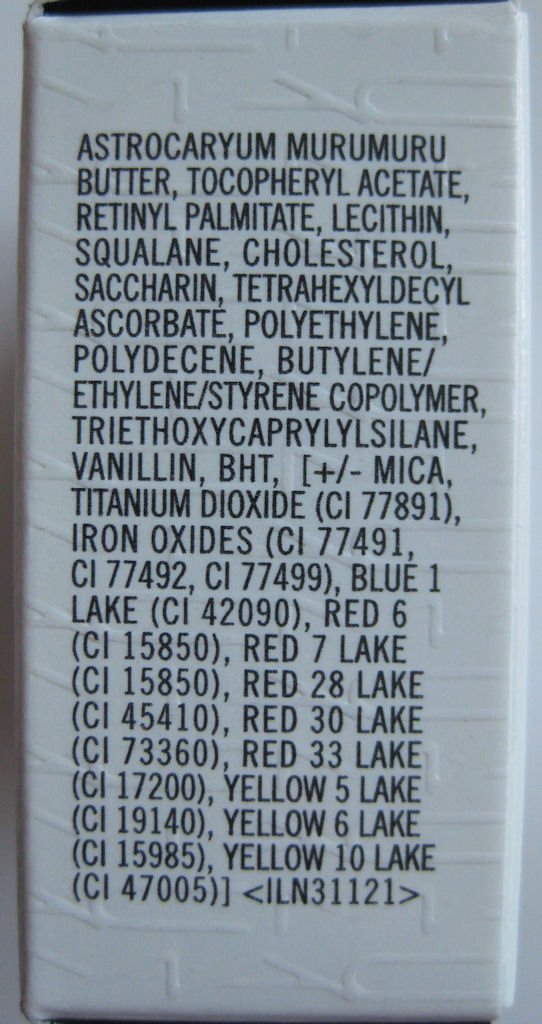 ASTROCARYUM MURUMURU
BUTTER, TOCOPHERYL ACETATE,
RETINYL PALMITATE, LECITHIN,
SQUALANE, CHOLESTEROL,
SACCHARIN, TETRAHEXYLDECYL
ASCORBATE, POLYETHYLENE,
POLYDECENE, BUTYLENE/
ETHYLENE/STYRENE COPOLYMER,
TRIETHOXYCAPRYLYLSILANE,
VANILLIN, BHT, [+/- MICA,
TITANIUM DIOXIDE (CI 77891),
IRON OXIDES (CI 77491,
CI 77492, CI 77499), BLUE 1
LAKE (CI 42090), RED 6
(CI 15850), RED 7 LAKE
(CI 15850), RED 28 LAKE
(CI 45410), RED 30 LAKE
(CI 73360), RED 33 LAKE
(CI 17200), YELLOW 5 LAKE
(CI 19140), YELLOW 6 LAKE
(CI 15985), YELLOW 10 LAKE
(CI 47005)] <ILN31121>